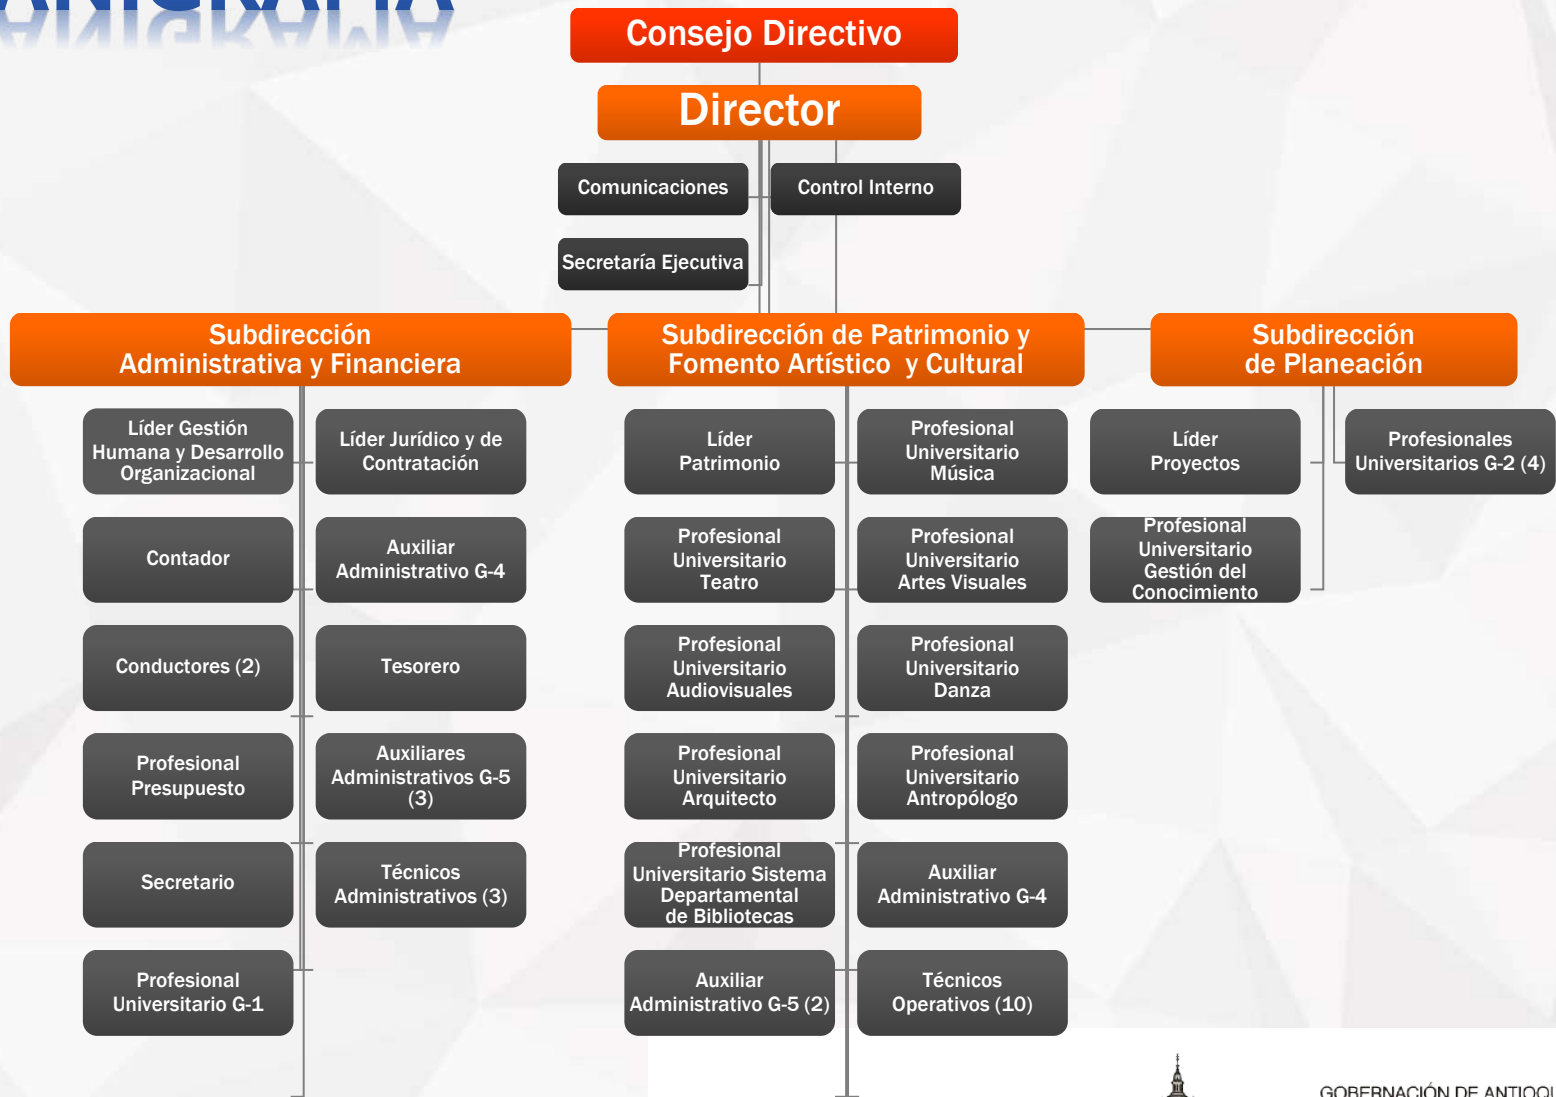 Consejo Directivo
Director
Comunicaciones
Control Interno
Secretaría Ejecutiva
Subdirección
Administrativa y Financiera
Subdirección de Patrimonio y
Fomento Artístico y Cultural
Subdirección
de Planeación
Líder Gestión
Humana y Desarrollo
Organizacional
Líder Jurídico y de
Contratación
Contador
Auxiliar
Administrativo G-4
Conductores (2)
Tesorero
Profesional
Presupuesto
Auxiliares
Administrativos G-5
(3)
Secretario
Técnicos
Administrativos (3)
Profesional
Universitario G-1
Líder
Patrimonio
Profesional
Universitario
Música
Profesional
Universitario
Teatro
Profesional
Universitario
Artes Visuales
Profesional
Universitario
Audiovisuales
Profesional
Universitario
Danza
Profesional
Universitario
Arquitecto
Profesional
Universitario
Antropólogo
Profesional
Universitario Sistema
Departamental
de Bibliotecas
Auxiliar
Administrativo G-4
Auxiliar
Administrativo G-5 (2)
Técnicos
Operativos (10)
Líder
Proyectos
Profesionales
Universitarios G-2 (4)
Profesional
Universitario
Gestión del
Conocimiento
GOBERNACIÓN DE